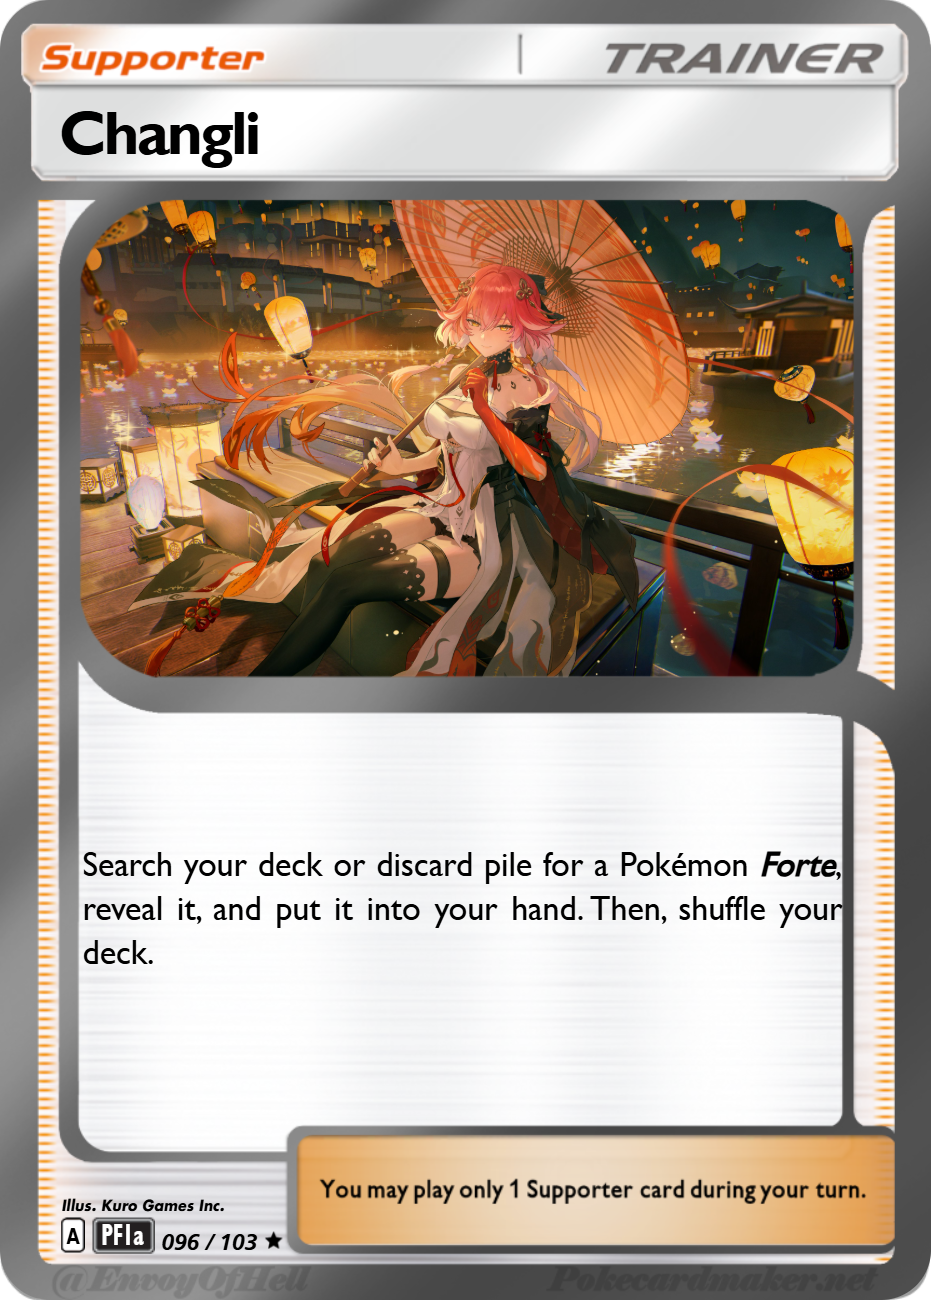 Supporter | TRAINER
Changli
Search your deck or discard pile for a Pokémon Forte,
reveal it, and put it into your hand. Then, shuffle your
deck.
You may play only 1 Supporter card during your turn.
Illus. Kuro Games Inc.
A PF1a 096 / 103 ★
@EnvoyOfHell Pokecardmaker.net